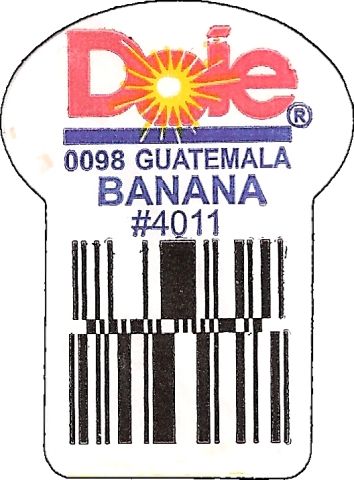 Dole®
0098 GUATEMALA
BANANA
#4011